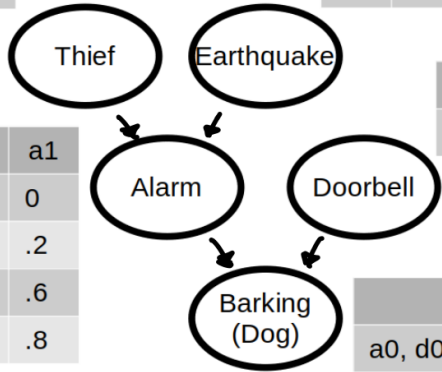 Thief
Earthquake
a1
0
Alarm
Doorbell
.2
.6
Barking
(Dog)
.8
a0, d0